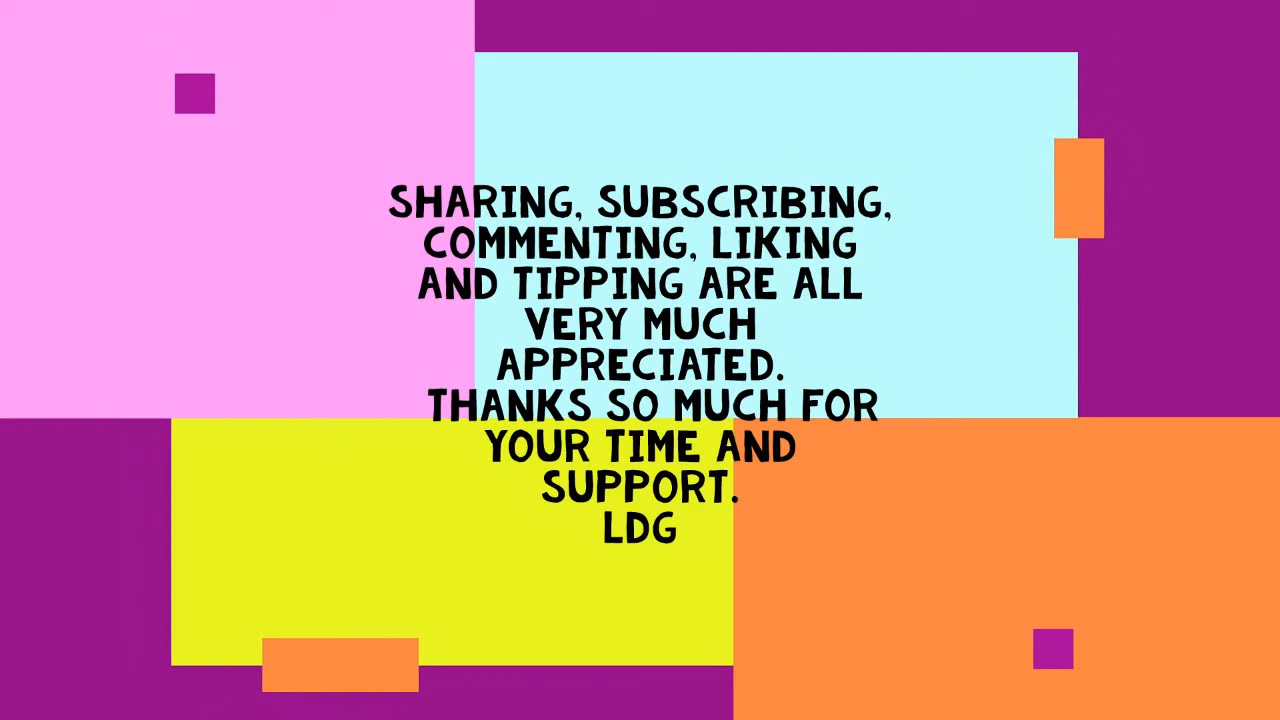 SHARING, SUBSCRIBING,
COMMENTING, LIKING
AND TIPPING ARE ALL
VERY MUCH
APPRECIATED.
THANKS SO MUCH FOR
YOUR TIME AND
SUPPORT.
LDG